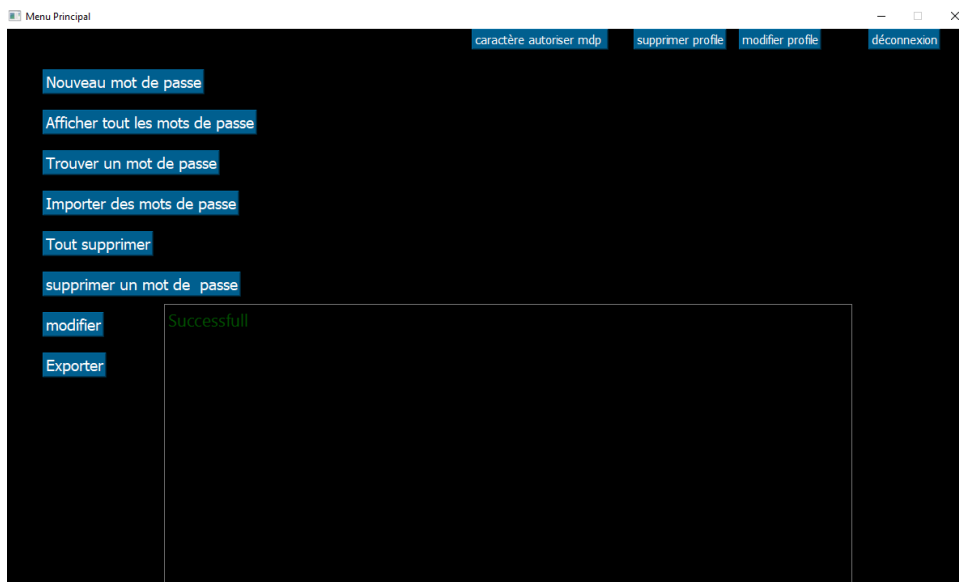 Menu Principal
caractère autoriser mdp
supprimer profile
modifier profile
déconnexion
Nouveau mot de passe
Afficher tout les mots de passe
Trouver un mot de passe
Importer des mots de passe
Tout supprimer
supprimer un mot de  passe
modifier
Successfull
Exporter